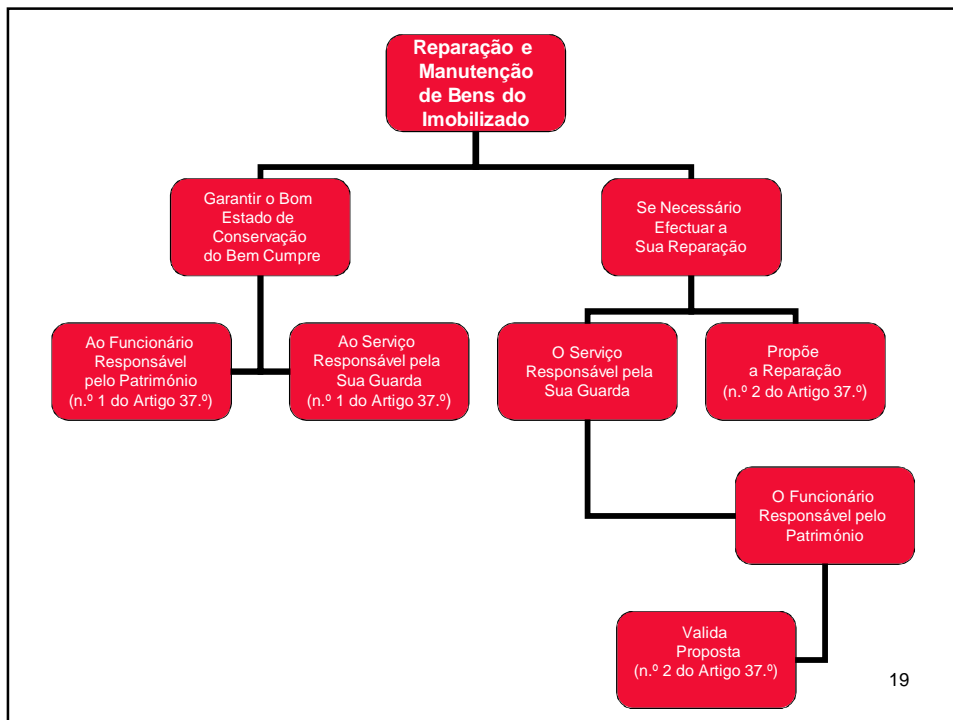 Reparação e
Manutenção
de Bens do
Imobilizado
Garantir o Bom
Estado de
Conservação
do Bem Cumpre
Se Necessário
Efectuar a
Sua Reparação
Ao Funcionário
Responsável
pelo Património
(n.º 1 do Artigo 37.º)
Ao Serviço
Responsável pela
Sua Guarda
(n.º 1 do Artigo 37.º)
O Serviço
Responsável pela
Sua Guarda
Propõe
a Reparação
(n.º 2 do Artigo 37.º)
O Funcionário
Responsável pelo
Património
Valida
Proposta
(n.º 2 do Artigo 37.º)
19